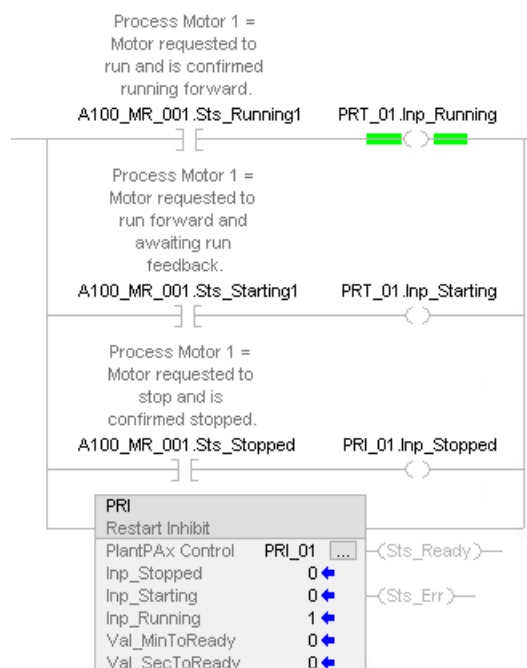 Process Motor 1 =
Motor requested to
run and is confirmed
running forward.
A100_MR_001.Sts_Running1 PRT_01.Inp_Running
Process Motor 1 =
Motor requested to
run forward and
awaiting run
feedback.
A100_MR_001.Sts_Starting1 PRT_01.Inp_Starting
Process Motor 1 =
Motor requested to
stop and is
confirmed stopped.
A100_MR_001.Sts_Stopped PRI_01.Inp_Stopped
PRI
Restart Inhibit
PlantPAx Control PRI_01 ... (Sts_Ready)
Inp_Stopped 0
Inp_Starting 0 (Sts_Err)
Inp_Running 1
Val_MinToReady 0
Val_SecToReady 0